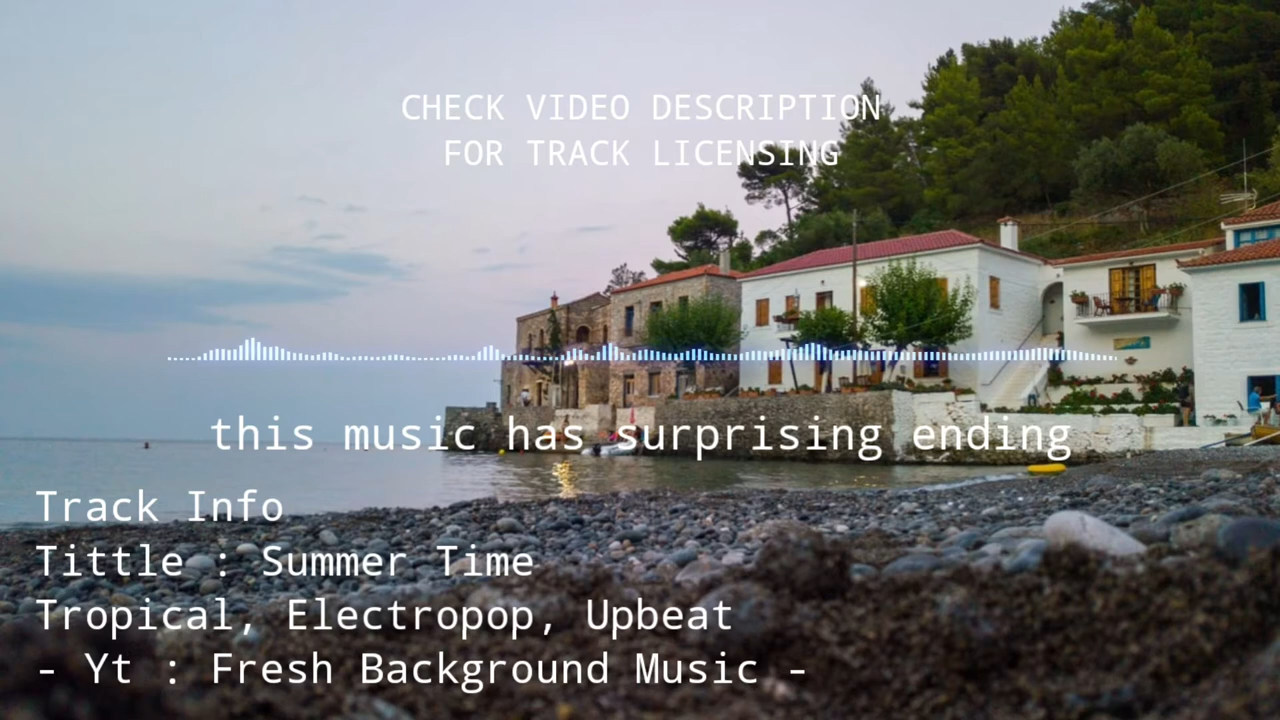 CHECK VIDEO DESCRIPTION
FOR TRACK LICENSING
this music has surprising ending
Track Info
Tittle : Summer Time
Tropical, Electropop, Upbeat
- Yt : Fresh Background Music -